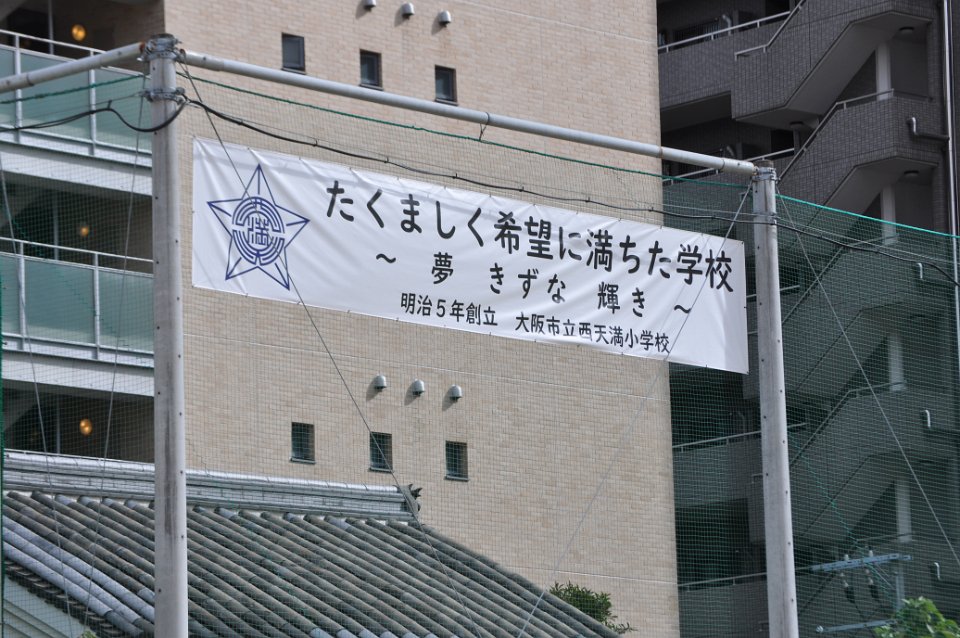 たくましく希望に満ちた学校
～ 夢 きずな 輝き ～
明治5年創立 大阪市立西天満小学校